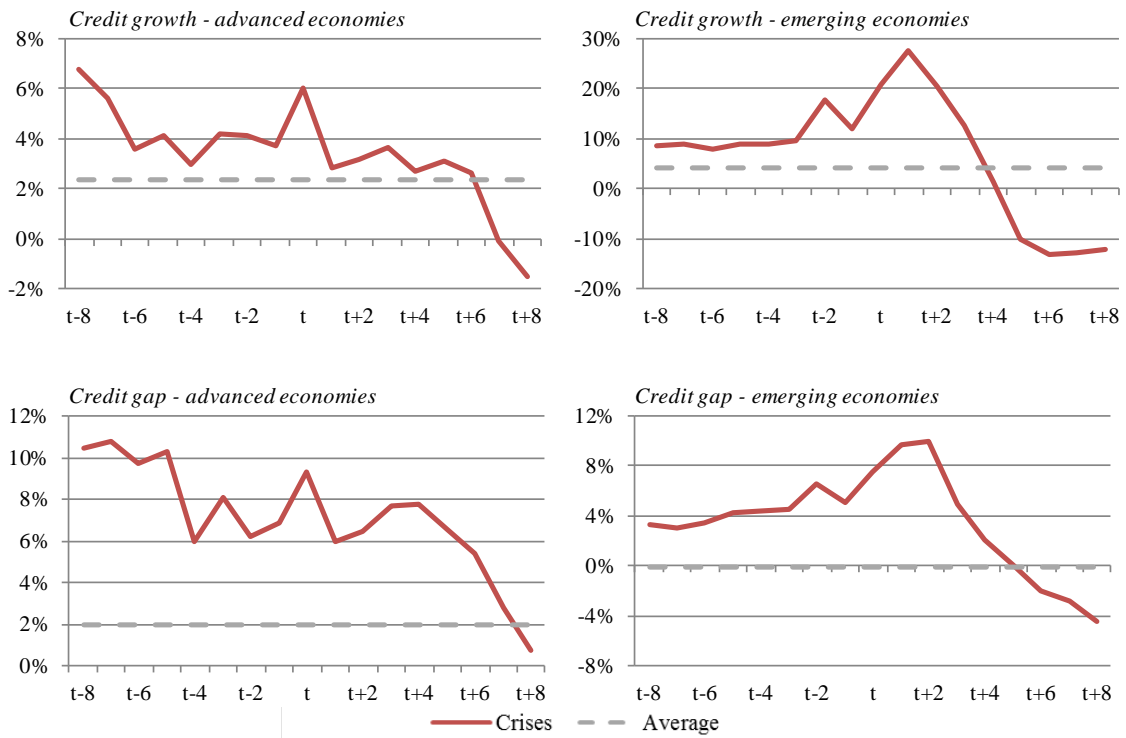 Credit growth - advanced economies
8%
6%
4%
2%
0%
-2%
t-8 t-6 t-4 t-2 t t+2 t+4 t+6 t+8
Credit growth - emerging economies
30%
20%
10%
0%
-10%
-20%
t-8 t-6 t-4 t-2 t t+2 t+4 t+6 t+8
Credit gap - advanced economies
12%
10%
8%
6%
4%
2%
0%
t-8 t-6 t-4 t-2 t t+2 t+4 t+6 t+8
Credit gap - emerging economies
12%
8%
4%
0%
-4%
-8%
t-8 t-6 t-4 t-2 t t+2 t+4 t+6 t+8
Crises Average